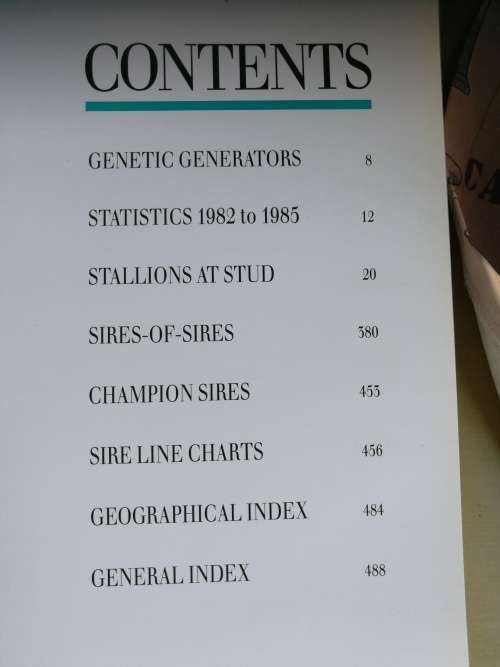 CONTENTS
GENETIC GENERATORS 8
STATISTICS 1982 to 1985 12
STALLIONS AT STUD 20
SIRES-OF-SIRES 380
CHAMPION SIRES 453
SIRE LINE CHARTS 456
GEOGRAPHICAL INDEX 484
GENERAL INDEX 488